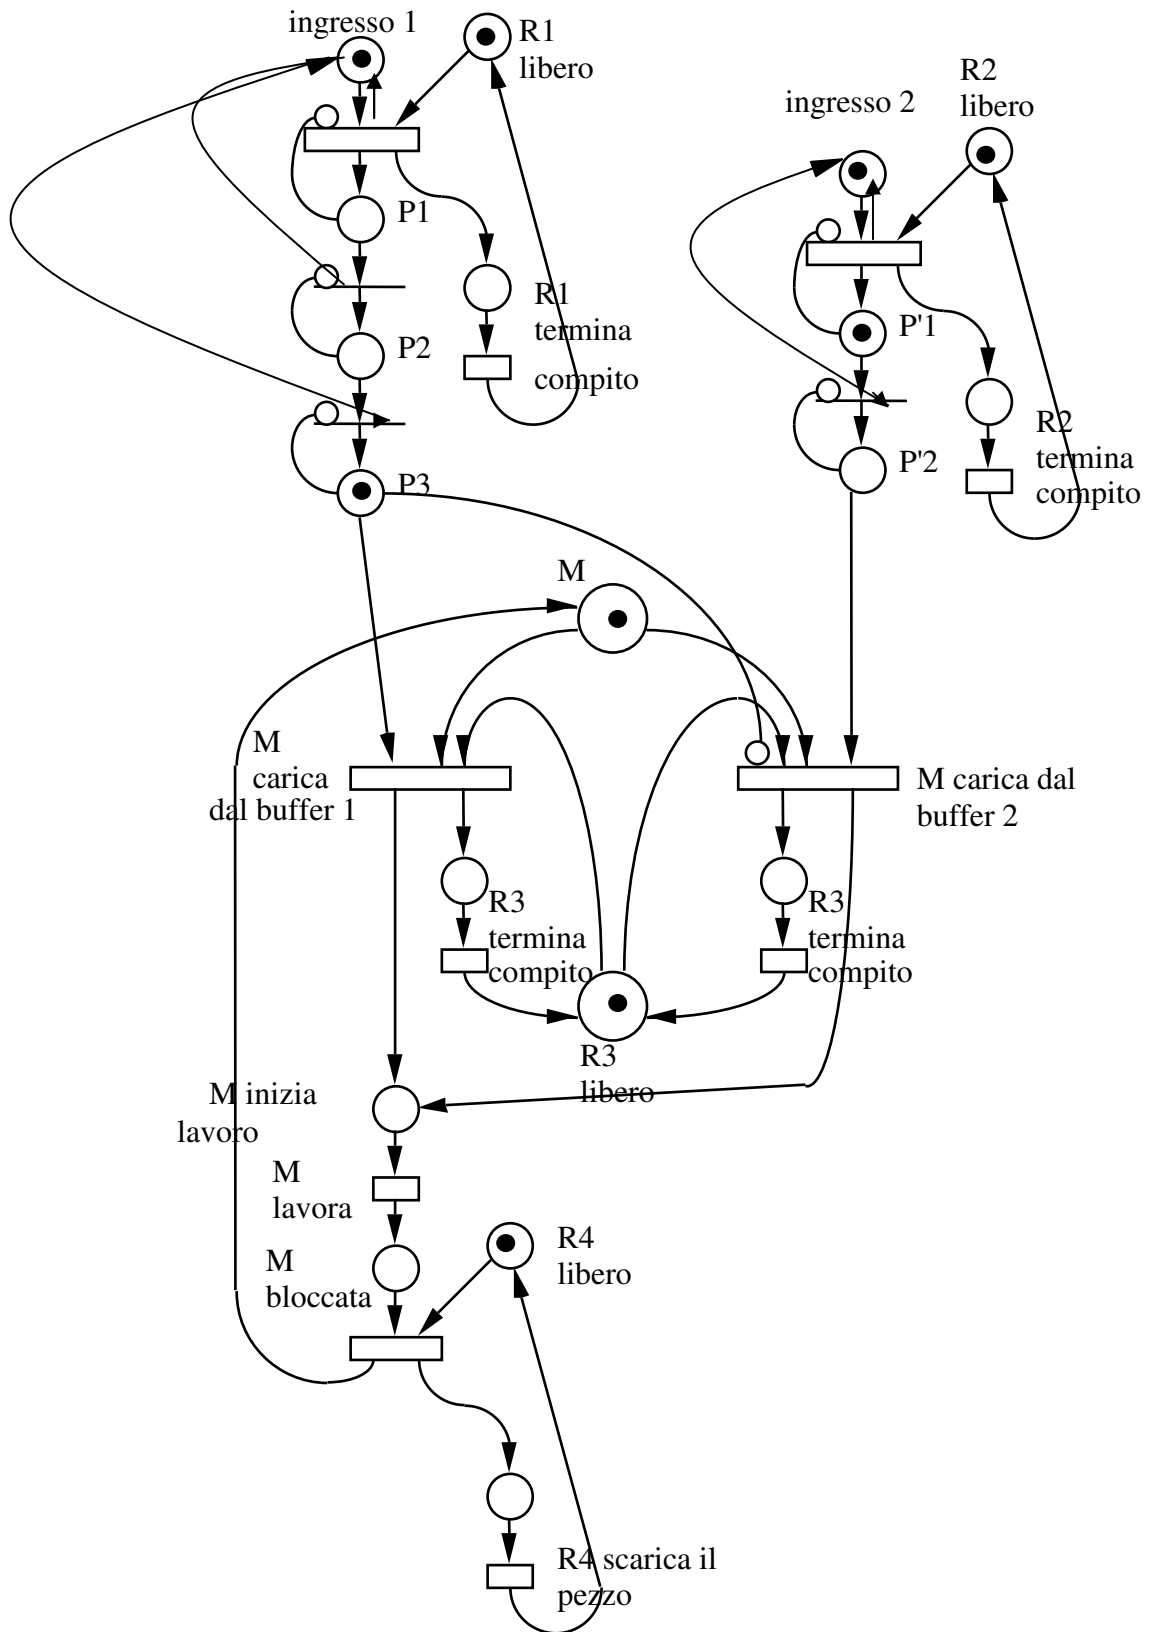 ingresso 1
R1
libero
R2
libero
ingresso 2
P1
R1
termina
compito
P2
P'1
R2
termina
compito
P'2
P3
M
M
carica
dal buffer 1
M carica dal
buffer 2
R3
termina
compito
R3
termina
compito
R3
libero
M inizia
lavoro
M
lavora
R4
libero
M
bloccata
R4 scarica il
pezzo